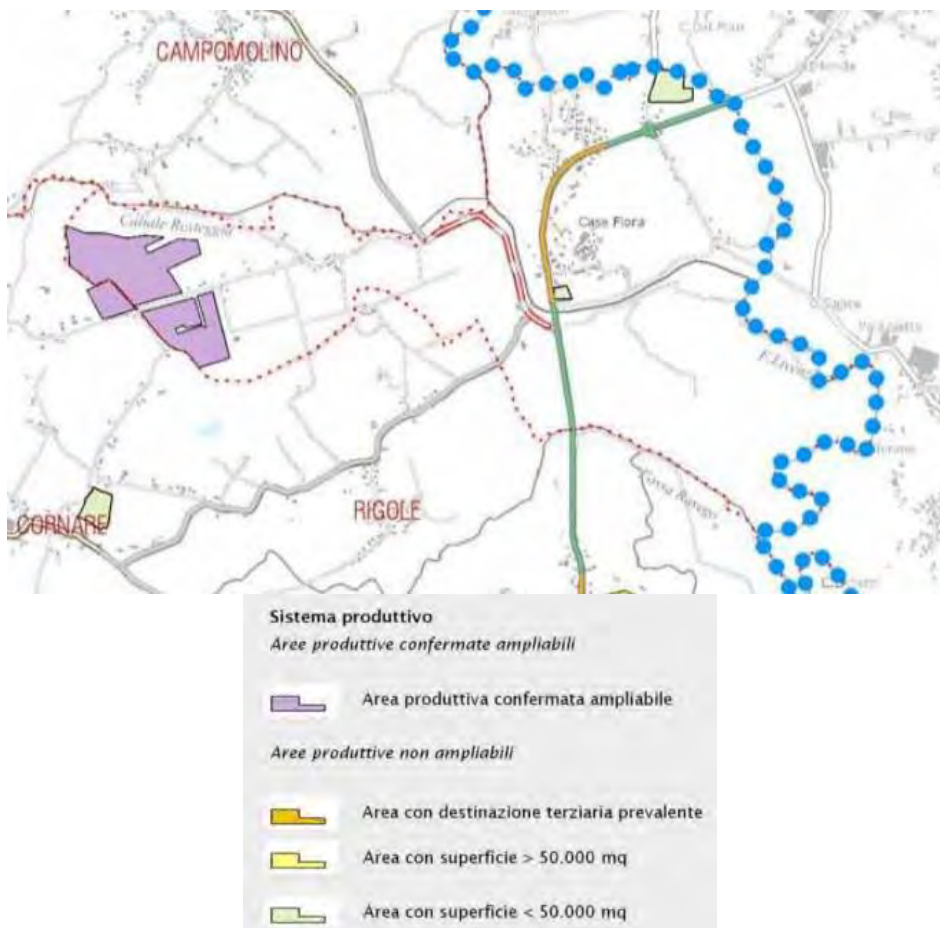 CAMPOMOLINO
Case Fiora
RIGOLE
CORNARE
Sistema produttivo
Aree produttive confermate ampliabili
Area produttiva confermata ampliabile
Aree produttive non ampliabili
Area con destinazione terziaria prevalente
Area con superficie > 50.000 mq
Area con superficie < 50.000 mq